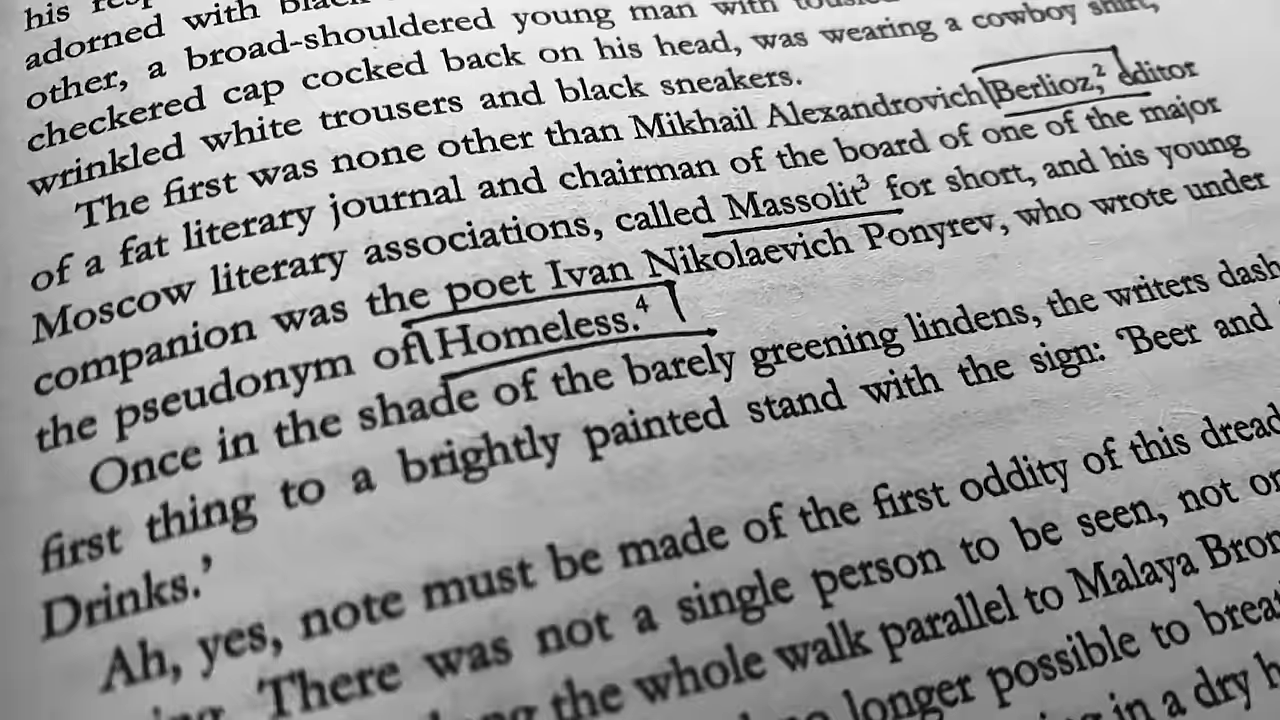 his
adorned with black
other, a broad-shouldered young man with
checkered cap cocked back on his head, was wearing a cowboy shirt,
wrinkled white trousers and black sneakers.
The first was none other than Mikhail Alexandrovich Berlioz,² editor
of a fat literary journal and chairman of the board of one of the major
Moscow literary associations, called Massolit³ for short, and his young
companion was the poet Ivan Nikolaevich Ponyrev, who wrote under
the pseudonym of Homeless.⁴
Once in the shade of the barely greening lindens, the writers dash
first thing to a brightly painted stand with the sign: 'Beer and
Drinks.'
Ah, yes, note must be made of the first oddity of this dread
There was not a single person to be seen, not
the whole walk parallel to Malaya Bron
longer possible to brea
in a dry